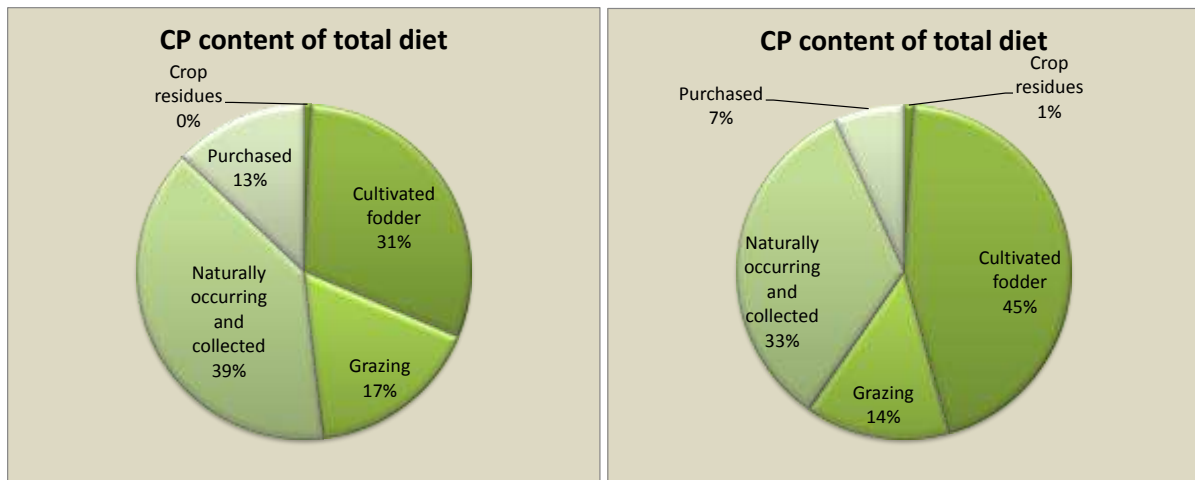 CP content of total diet
Crop
residues
0%
Purchased
13%
Cultivated
fodder
31%
Naturally
occurring
and
collected
39%
Grazing
17%
CP content of total diet
Crop
residues
1%
Purchased
7%
Naturally
occurring
and
collected
33%
Cultivated
fodder
45%
Grazing
14%